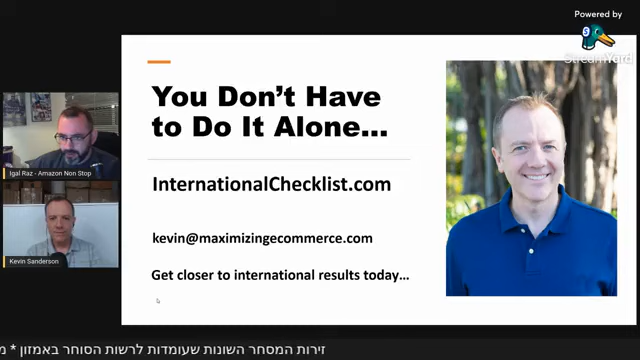 Powered by
StreamYard
You Don't Have
to Do It Alone...
InternationalChecklist.com
kevin@maximizingecommerce.com
Get closer to international results today...
Igal Raz - Amazon Non Stop
Kevin Sanderson
זירות המסחר השונות שעומדות לרשות הסוחר באמזון * מ